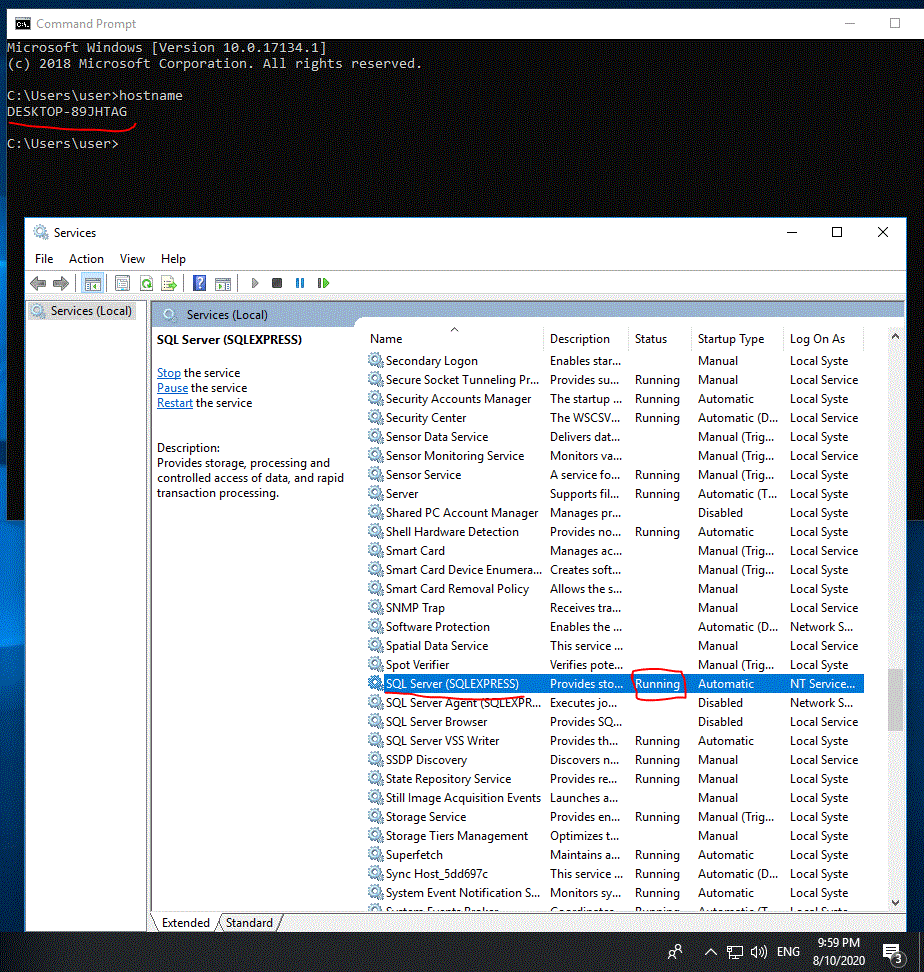 Command Prompt
Microsoft Windows [Version 10.0.17134.1]
(c) 2018 Microsoft Corporation. All rights reserved.
C:\Users\user>hostname
DESKTOP-89JHTAG
C:\Users\user>
Services
File Action View Help
Services (Local)
Services (Local)
SQL Server (SQLEXPRESS)
Stop the service
Pause the service
Restart the service
Description:
Provides storage, processing and
controlled access of data, and rapid
transaction processing.
Name Description Status Startup Type Log On As
Secondary Logon Enables star... Manual Local Syste
Secure Socket Tunneling Pr... Provides su... Running Manual Local Service
Security Accounts Manager The startup ... Running Automatic Local Syste
Security Center The WSCSV... Running Automatic (D... Local Service
Sensor Data Service Delivers dat... Manual (Trig... Local Syste
Sensor Monitoring Service Monitors va... Manual (Trig... Local Service
Sensor Service A service fo... Running Manual (Trig... Local Syste
Server Supports fil... Running Automatic (T... Local Syste
Shared PC Account Manager Manages pr... Disabled Local Syste
Shell Hardware Detection Provides no... Running Automatic Local Syste
Smart Card Manages ac... Manual (Trig... Local Service
Smart Card Device Enumera... Creates soft... Manual (Trig... Local Syste
Smart Card Removal Policy Allows the s... Manual Local Syste
SNMP Trap Receives tra... Manual Local Service
Software Protection Enables the ... Automatic (D... Network S...
Spatial Data Service This service ... Manual Local Service
Spot Verifier Verifies pote... Manual (Trig... Local Syste
SQL Server (SQLEXPRESS) Provides sto... Running Automatic NT Service...
SQL Server Agent (SQLEXPR... Executes jo... Disabled Network S...
SQL Server Browser Provides SQ... Disabled Local Service
SQL Server VSS Writer Provides th... Running Automatic Local Syste
SSDP Discovery Discovers n... Running Manual Local Service
State Repository Service Provides re... Running Manual Local Syste
Still Image Acquisition Events Launches a... Manual Local Syste
Storage Service Provides en... Running Manual (Trig... Local Syste
Storage Tiers Management Optimizes t... Manual Local Syste
Superfetch Maintains a... Running Automatic Local Syste
Sync Host_5dd697c This service ... Running Automatic (D... Local Syste
System Event Notification S... Monitors sy... Running Automatic Local Syste
System Events Broker Coordinates Running Automatic (T Local Syste
Extended Standard
ENG
9:59 PM
8/10/2020
3